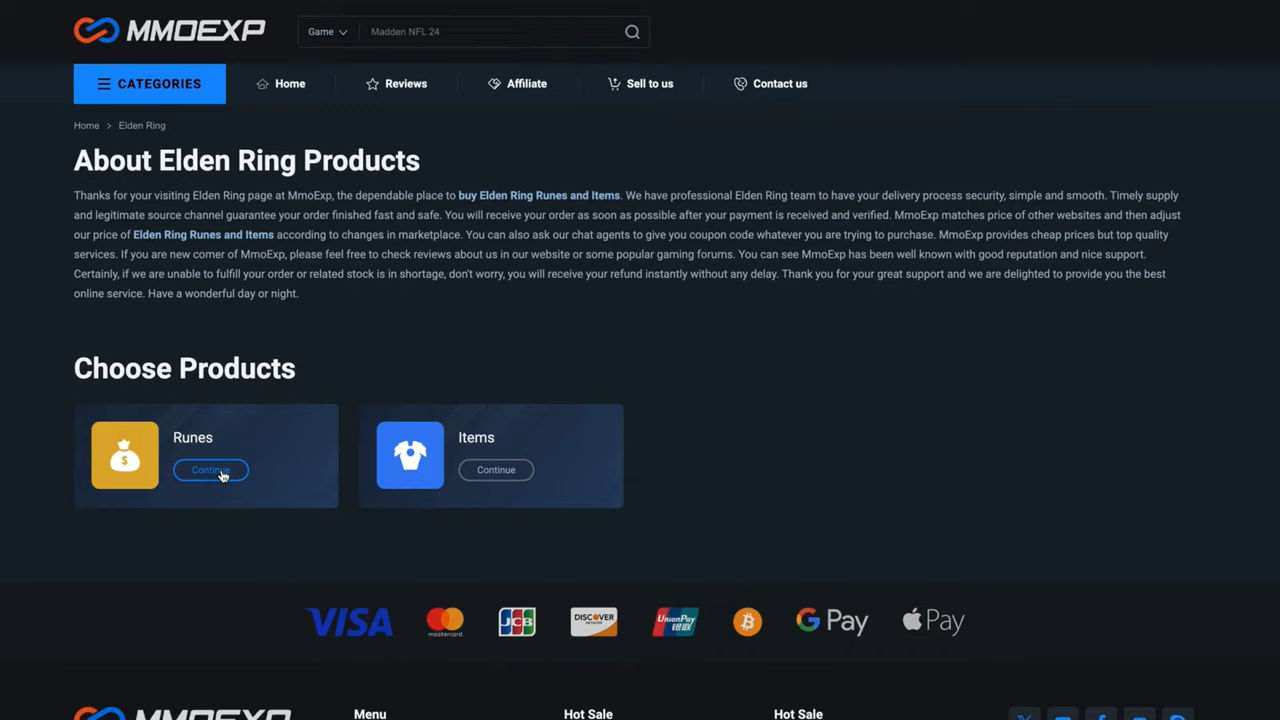 MMOEXP
Game
Madden NFL 24
CATEGORIES
Home
Reviews
Affiliate
Sell to us
Contact us
Home > Elden Ring
About Elden Ring Products
Thanks for your visiting Elden Ring page at MmoExp, the dependable place to buy Elden Ring Runes and Items. We have professional Elden Ring team to have your delivery process security, simple and smooth. Timely supply
and legitimate source channel guarantee your order finished fast and safe. You will receive your order as soon as possible after your payment is received and verified. MmoExp matches price of other websites and then adjust
our price of Elden Ring Runes and Items according to changes in marketplace. You can also ask our chat agents to give you coupon code whatever you are trying to purchase. MmoExp provides cheap prices but top quality
services. If you are new comer of MmoExp, please feel free to check reviews about us in our website or some popular gaming forums. You can see MmoExp has been well known with good reputation and nice support.
Certainly, if we are unable to fulfill your order or related stock is in shortage, don't worry, you will receive your refund instantly without any delay. Thank you for your great support and we are delighted to provide you the best
online service. Have a wonderful day or night.
Choose Products
Runes
Continue
Items
Continue
VISA
mastercard
JCB
DISCOVER
NETWORK
UnionPay
银联
G Pay
Pay
MMOEXP
Menu
Hot Sale
Hot Sale